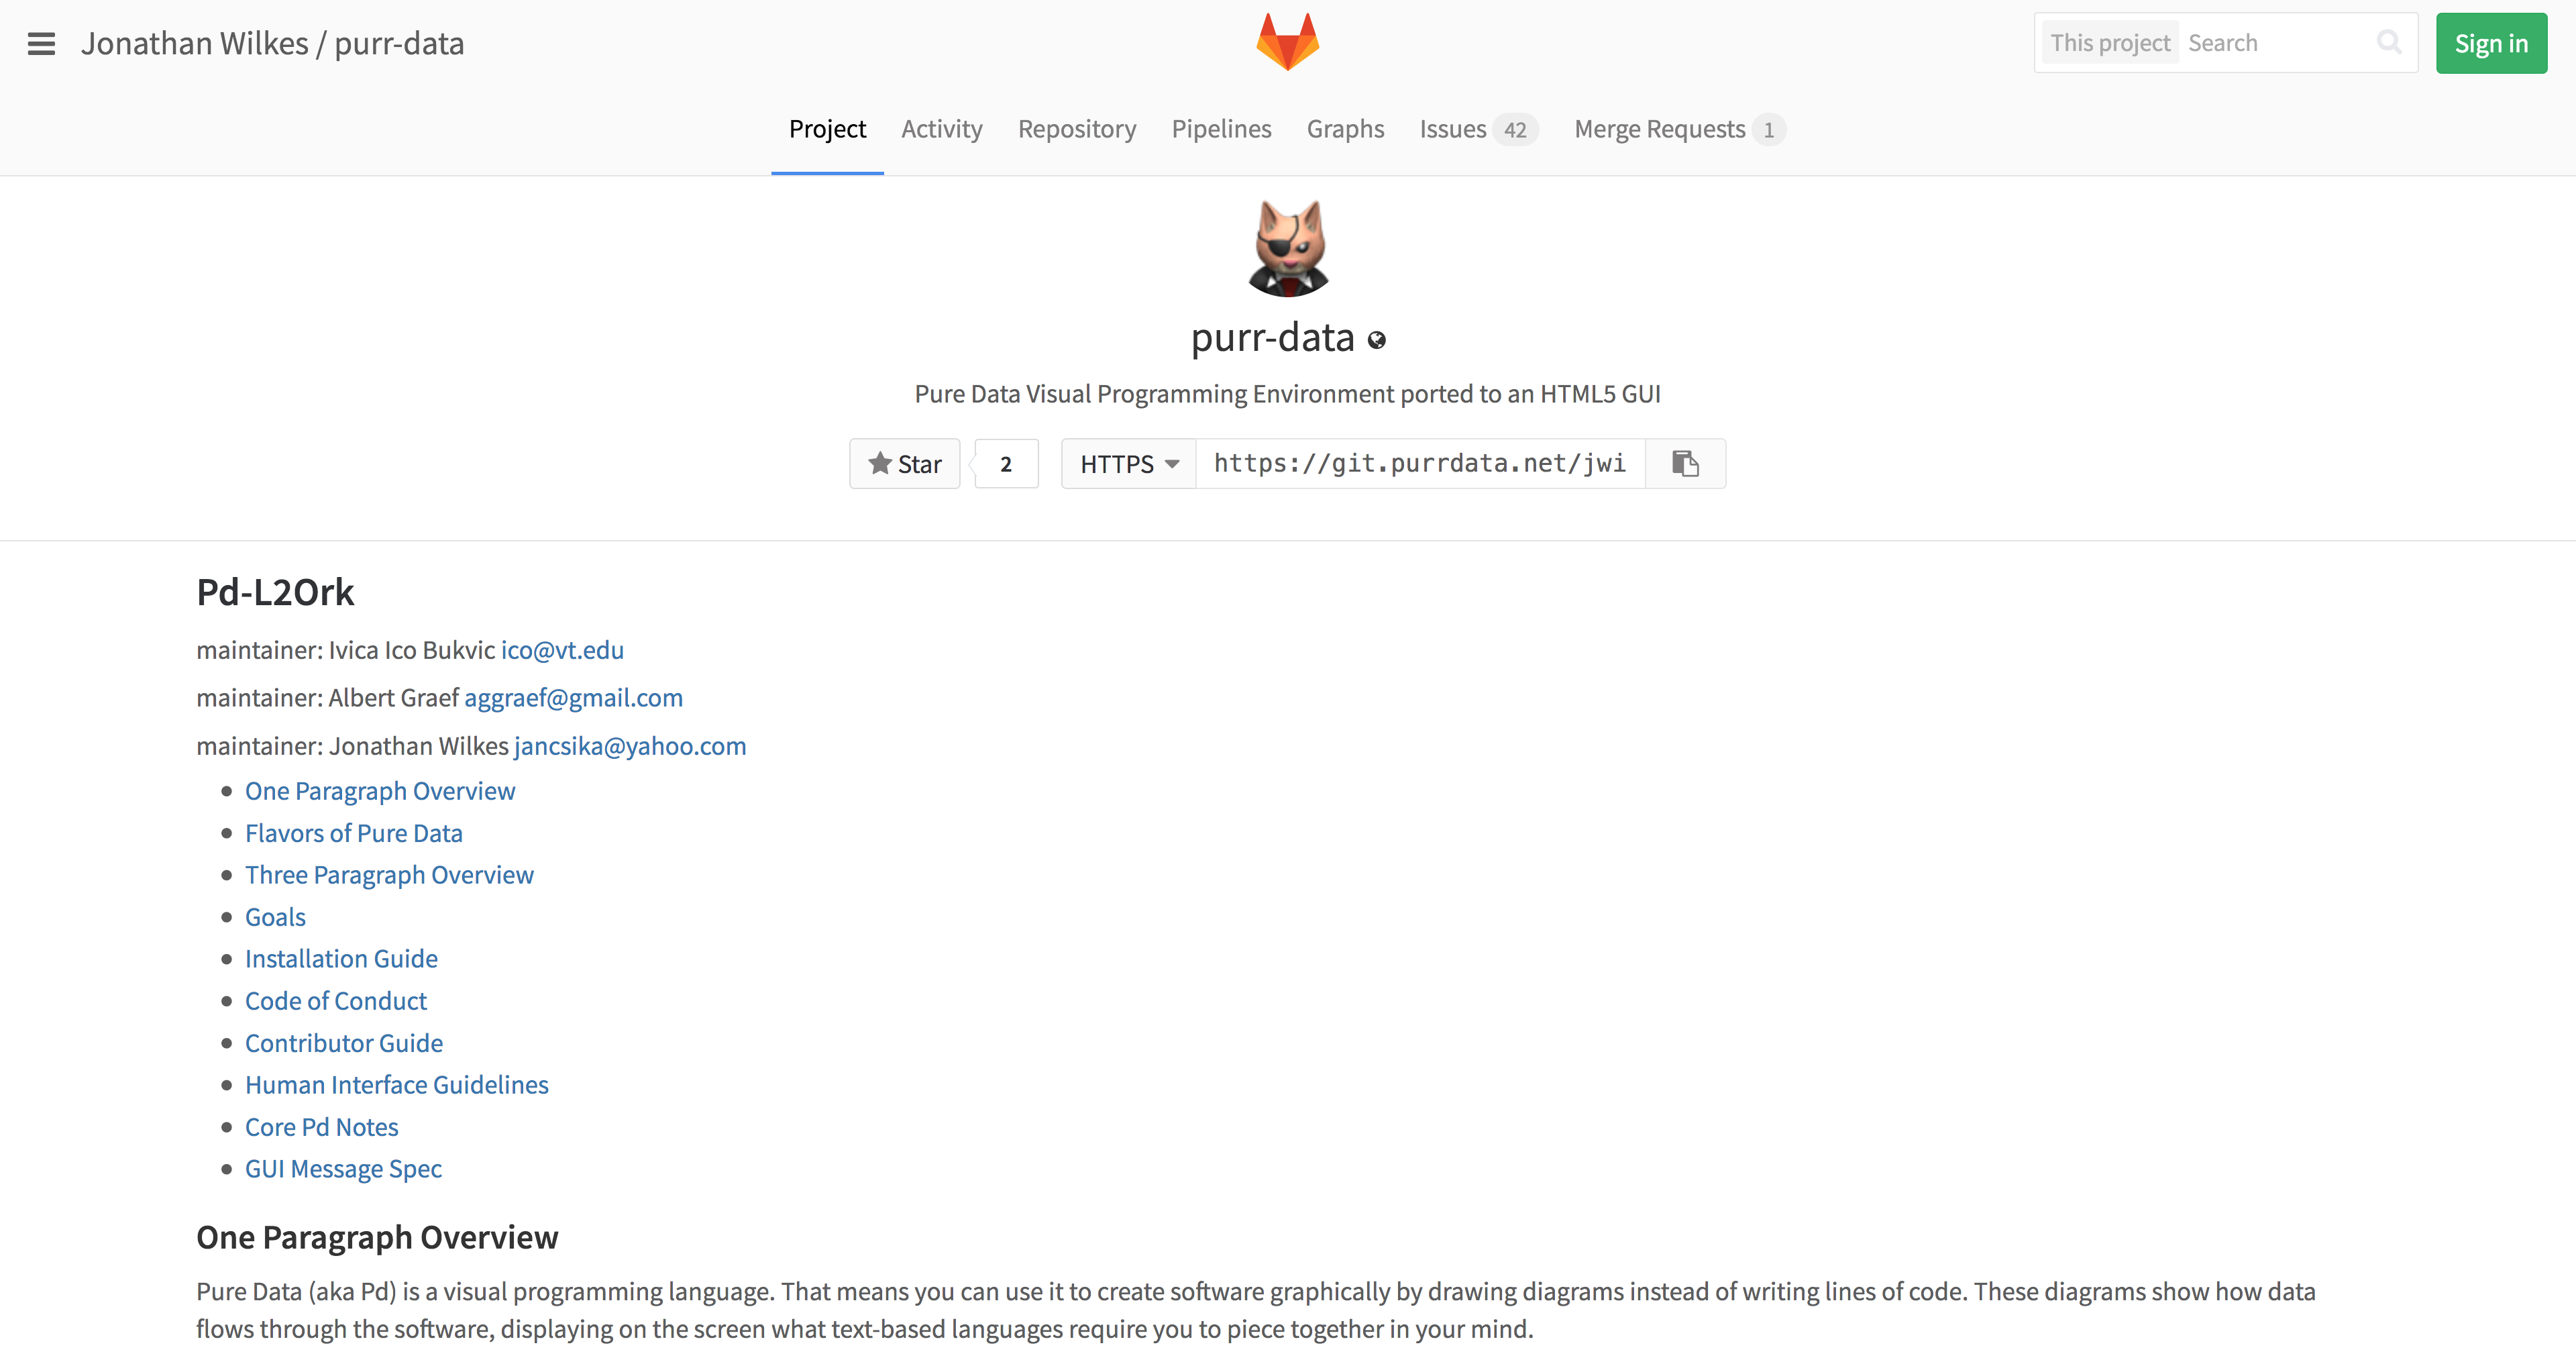 Jonathan Wilkes / purr-data
This project Search
Sign in
Project Activity Repository Pipelines Graphs Issues 42 Merge Requests 1
purr-data
Pure Data Visual Programming Environment ported to an HTML5 GUI
Star 2 HTTPS https://git.purrdata.net/jwi
Pd-L2Ork
maintainer: Ivica Ico Bukvic ico@vt.edu
maintainer: Albert Graef aggraef@gmail.com
maintainer: Jonathan Wilkes jancsika@yahoo.com
One Paragraph Overview
Flavors of Pure Data
Three Paragraph Overview
Goals
Installation Guide
Code of Conduct
Contributor Guide
Human Interface Guidelines
Core Pd Notes
GUI Message Spec
One Paragraph Overview
Pure Data (aka Pd) is a visual programming language. That means you can use it to create software graphically by drawing diagrams instead of writing lines of code. These diagrams show how data
flows through the software, displaying on the screen what text-based languages require you to piece together in your mind.